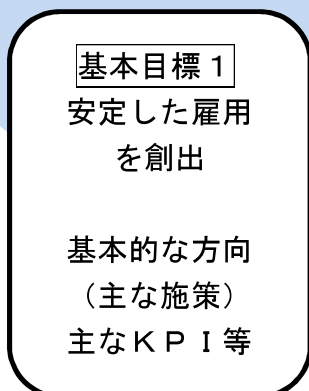 基本目標１
安定した雇用
を創出
基本的な方向
（主な施策）
主なＫＰＩ等